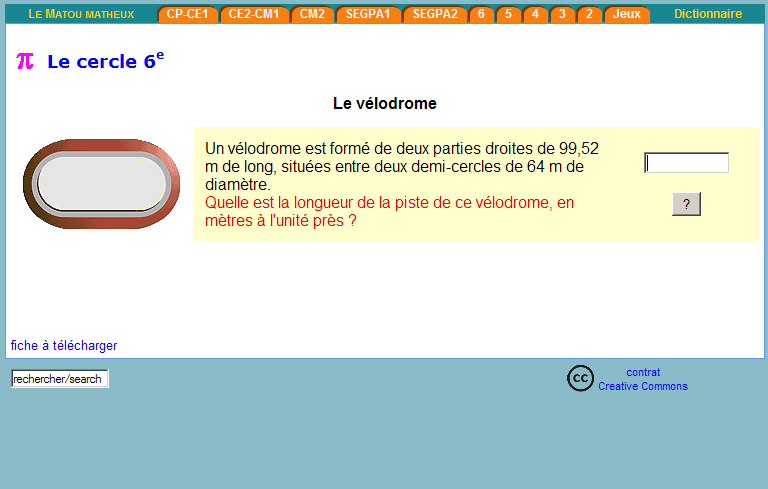 LE MATOU MATHEUX CP-CE1 CE2-CM1 CM2 SEGPA1 SEGPA2 6 5 4 3 2 Jeux Dictionnaire
π Le cercle 6e
Le vélodrome
Un vélodrome est formé de deux parties droites de 99,52
m de long, situées entre deux demi-cercles de 64 m de
diamètre.
Quelle est la longueur de la piste de ce vélodrome, en
mètres à l'unité près ?
?
fiche à télécharger
rechercher/search
cc contrat
Creative Commons